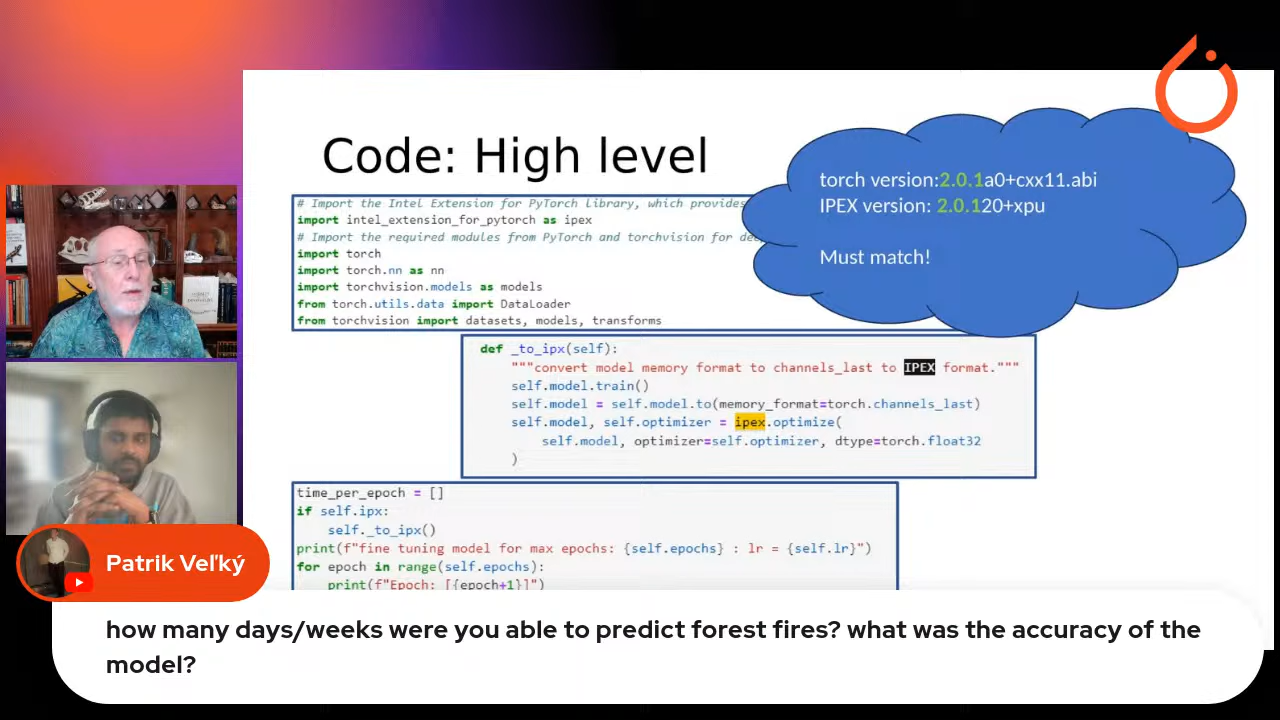 Code: High level
torch version:2.0.1a0+cxx11.abi
IPEX version: 2.0.120+xpu
Must match!
# Import the Intel Extension for PyTorch library, which provides
import intel_extension_for_pytorch as ipex
# Import the required modules from PyTorch and torchvision for de
import torch
import torch.nn as nn
import torchvision.models as models
from torch.utils.data import DataLoader
from torchvision import datasets, models, transforms
def _to_ipx(self):
"""convert model memory format to channels_last to IPEX format."""
self.model.train()
self.model = self.model.to(memory_format=torch.channels_last)
self.model, self.optimizer = ipex.optimize(
self.model, optimizer=self.optimizer, dtype=torch.float32
)
time_per_epoch = []
if self.ipx:
self._to_ipx()
print(f"fine tuning model for max epochs: {self.epochs} : lr = {self.lr}")
for epoch in range(self.epochs):
print(f"Epoch: [{epoch+1}]")
Patrik Veľký
how many days/weeks were you able to predict forest fires? what was the accuracy of the
model?